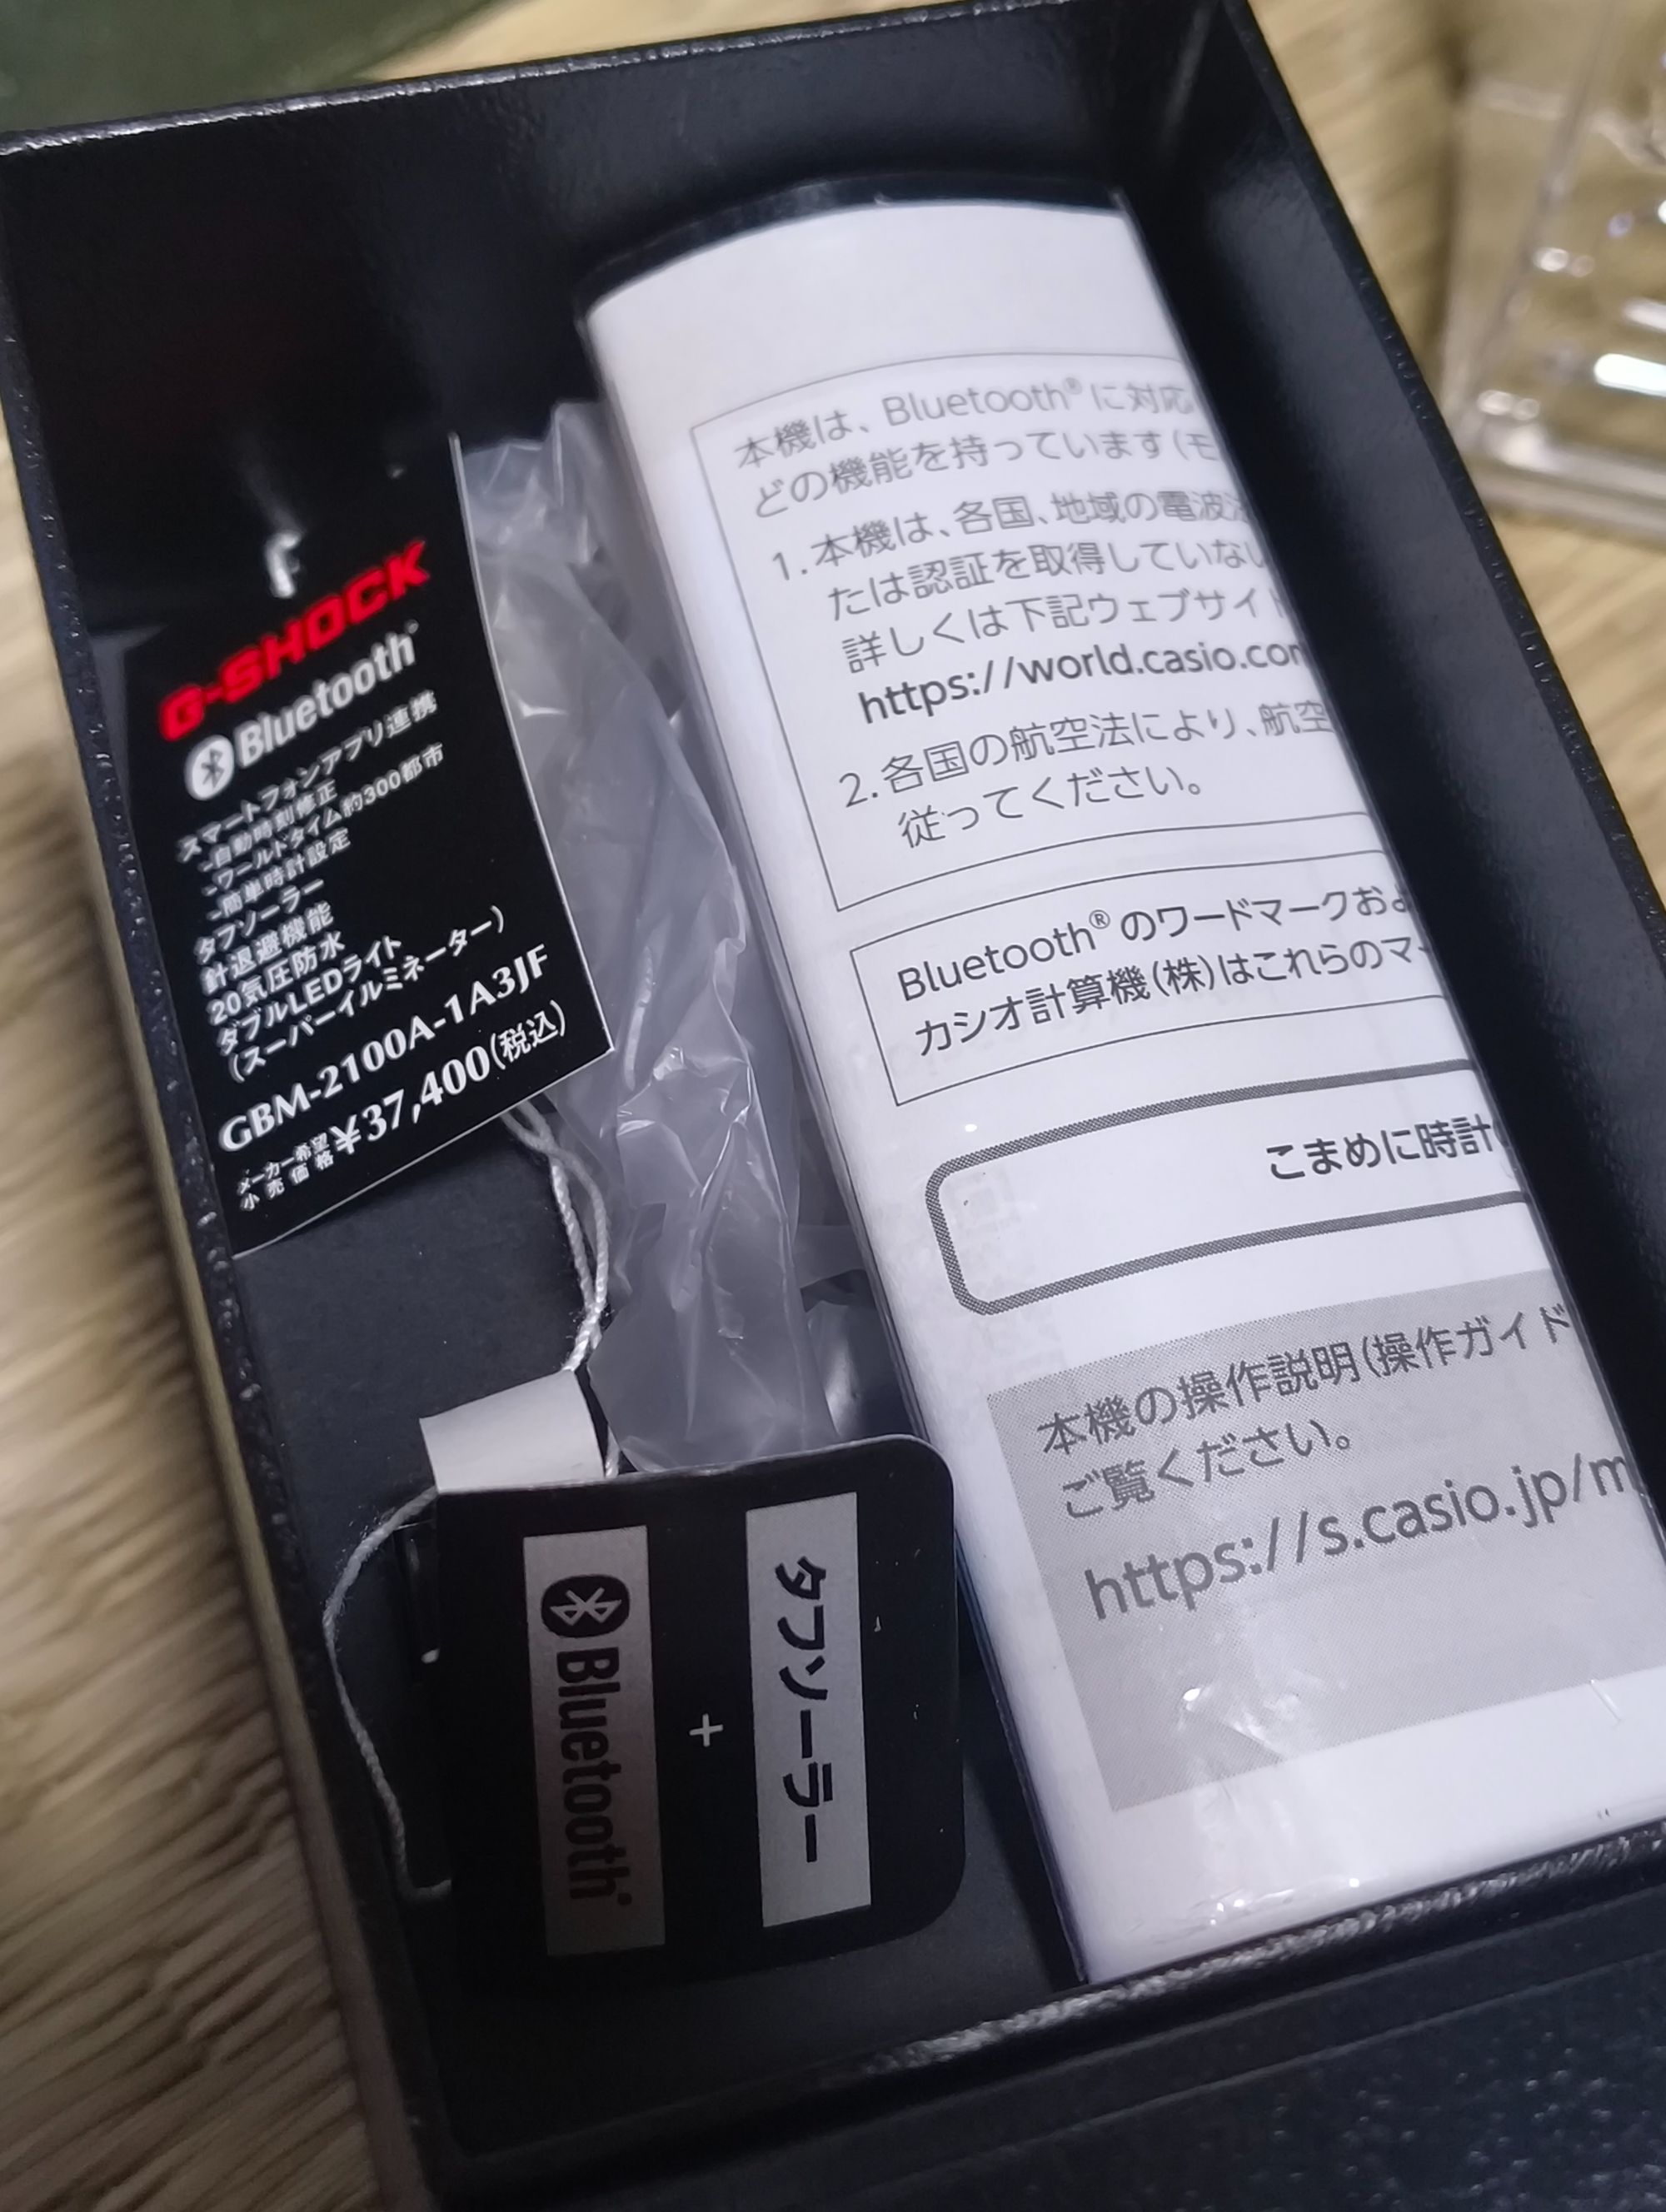 G-SHOCK
Bluetooth
スマートフォンアプリ連携
-自動時刻修正
-ワールドタイム約300都市
-簡単時計設定
タフソーラー
針退避機能
20気圧防水
ダブルLEDライト
(スーパーイルミネーター)
GBM-2100A-1A3JF
メーカー希望
小売価格 ¥37,400(税込)
本機は、Bluetooth®に対応
どの機能を持っています(モ
1. 本機は、各国、地域の電波法
たは認証を取得していない
詳しくは下記ウェブサイト
https://world.casio.com
2. 各国の航空法により、航空
従ってください。
Bluetooth®のワードマークおよ
カシオ計算機(株)はこれらのマー
こまめに時計
本機の操作説明(操作ガイド
ご覧ください。
https://s.casio.jp/m
タフソーラー
+
Bluetooth®